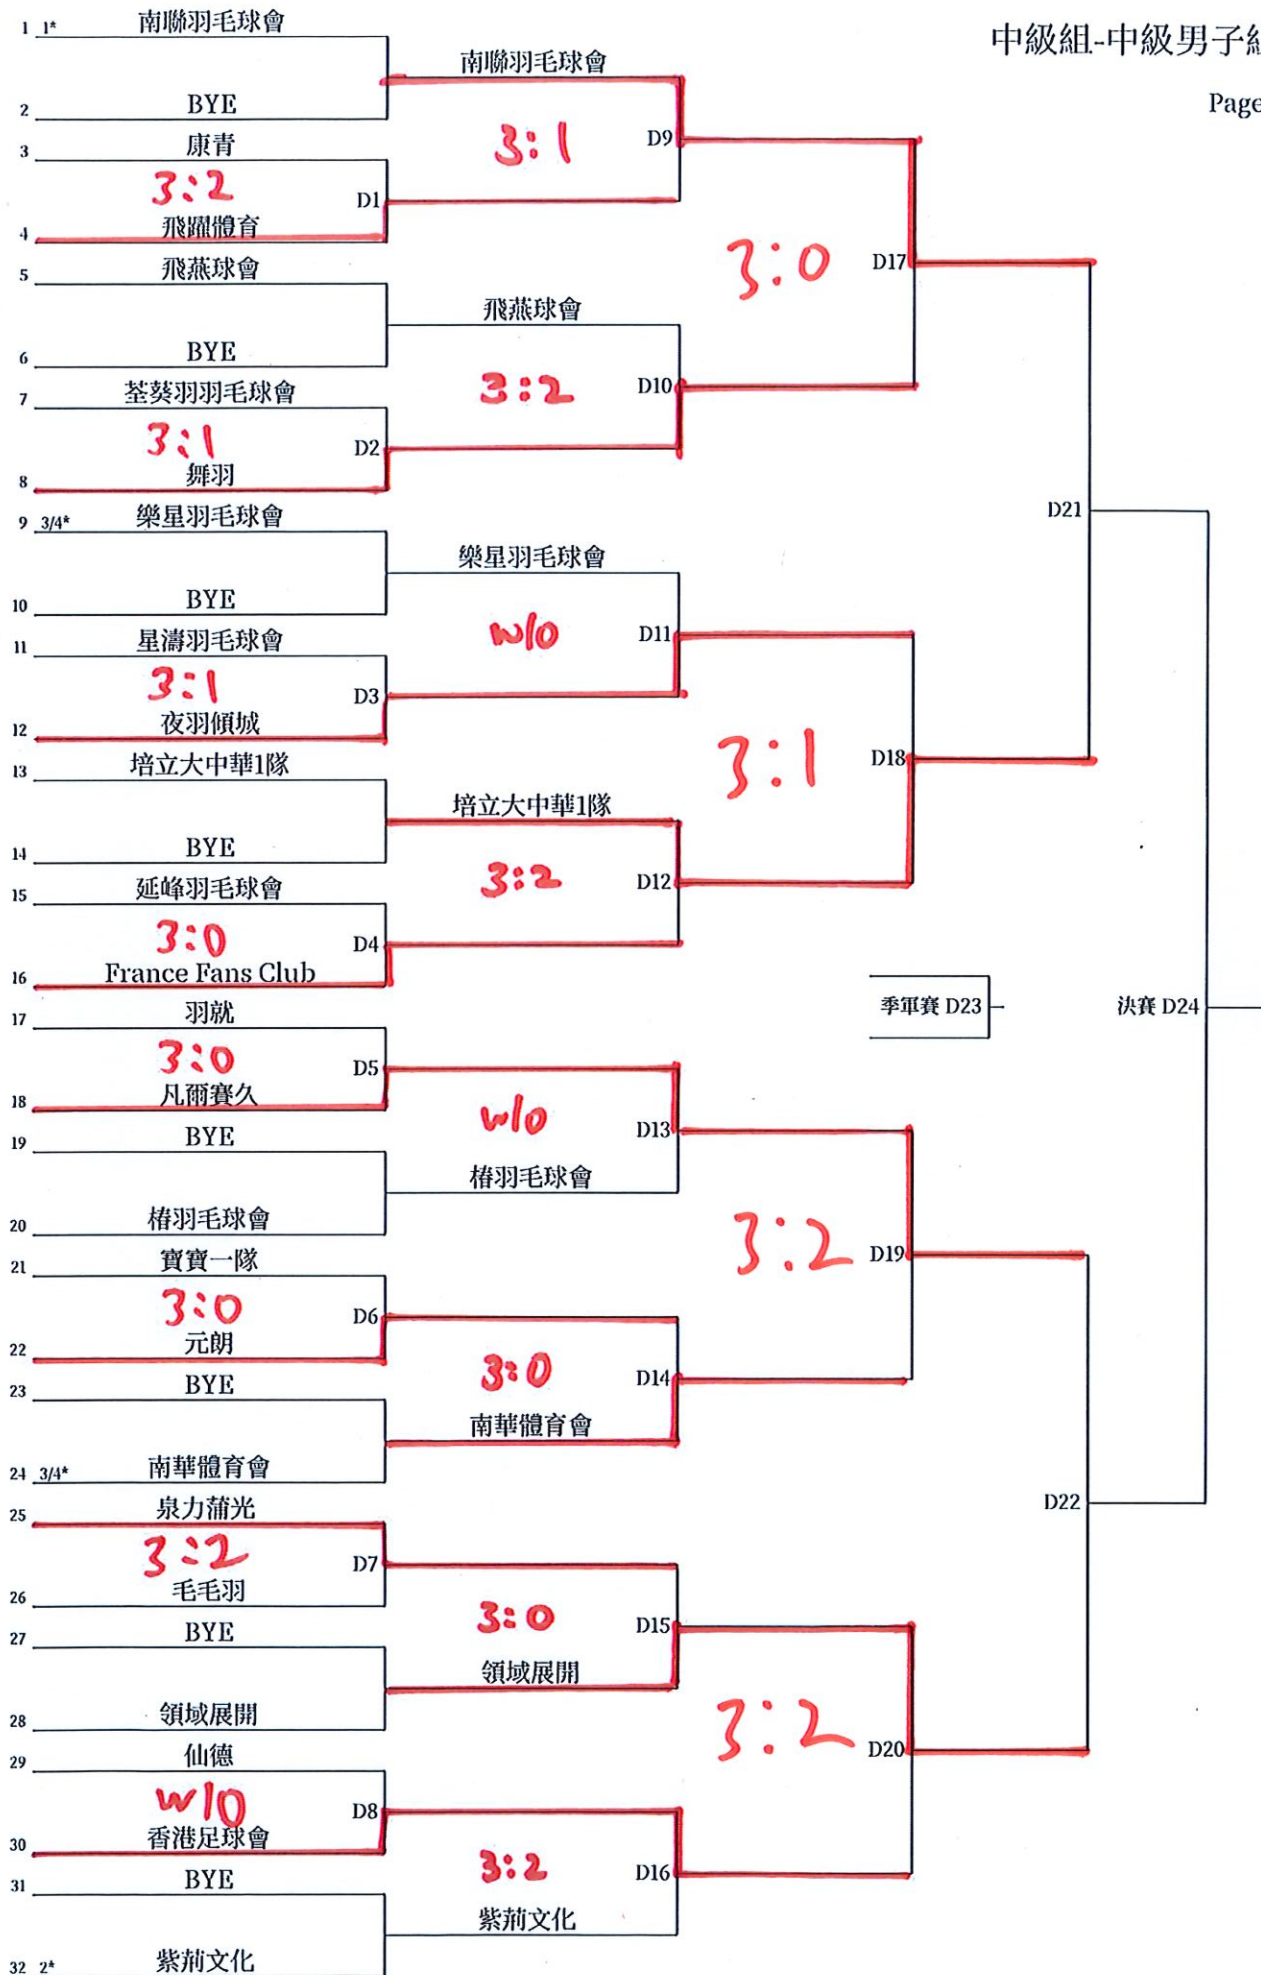 中級組-中級男子組
Page
1 1* 南聯羽毛球會
南聯羽毛球會
2 BYE
3 康青
3:1 D9
3:2 D1
4 飛躍體育
3:0 D17
5 飛燕球會
飛燕球會
6 BYE
3:2 D10
7 荃葵羽羽毛球會
3:1 D2
8 舞羽
D21
9 3/4* 樂星羽毛球會
樂星羽毛球會
10 BYE
w/o D11
11 星濤羽毛球會
3:1 D3
12 夜羽傾城
3:1 D18
13 培立大中華1隊
培立大中華1隊
14 BYE
3:2 D12
15 延峰羽毛球會
3:0 D4
16 France Fans Club
季軍賽 D23
決賽 D24
17 羽就
3:0 D5
18 凡爾賽久
w/o D13
19 BYE
樁羽毛球會
20 樁羽毛球會
3:2 D19
21 寶寶一隊
3:0 D6
22 元朗
3:0 D14
23 BYE
南華體育會
24 3/4* 南華體育會
D22
25 泉力蒲光
3:2 D7
26 毛毛羽
3:0 D15
27 BYE
領域展開
28 領域展開
3:2 D20
29 仙德
w/o D8
30 香港足球會
3:2 D16
31 BYE
紫荊文化
32 2* 紫荊文化